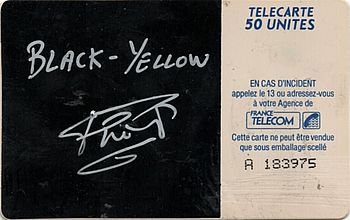 TELECARTE
50 UNITES
BLACK-YELLOW
EN CAS D'INCIDENT
appelez le 13 ou adressez-vous
à votre Agence de
FRANCE
TELECOM
Cette carte ne peut être vendue
que sous emballage scellé
A 183975